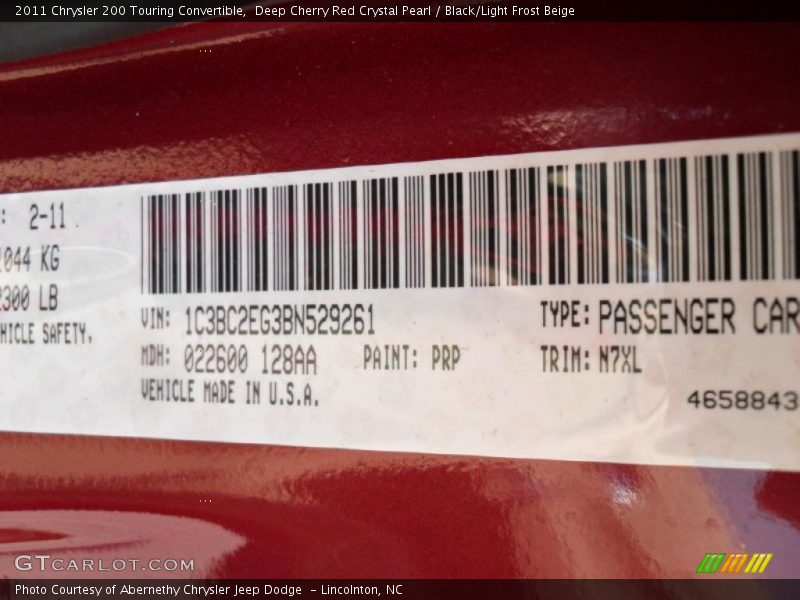 2011 Chrysler 200 Touring Convertible, Deep Cherry Red Crystal Pearl / Black/Light Frost Beige
: 2-11
1044 KG
2300 LB
HICLE SAFETY.
VIN: 1C3BC2EG3BN529261 TYPE: PASSENGER CAR
MDH: 022600 128AA PAINT: PRP TRIM: N7XL
VEHICLE MADE IN U.S.A.
4658843
GTCARLOT.COM
Photo Courtesy of Abernethy Chrysler Jeep Dodge - Lincolnton, NC